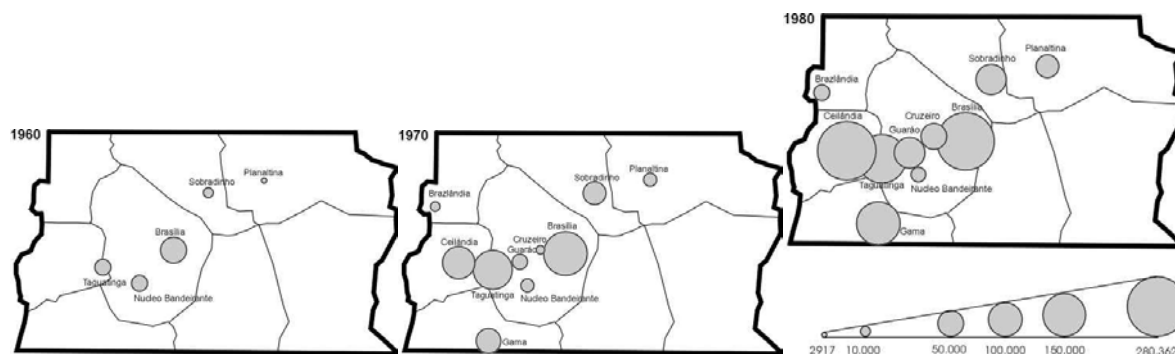 1960
Planaltina
Sobradinho
Brasília
Taguatinga
Nucleo Bandeirante
1970
Planaltina
Sobradinho
Brazlândia
Brasília
Ceilândia
Cruzeiro
Guaráo
Taguatinga
Nucleo Bandeirante
Gama
1980
Planaltina
Sobradinho
Brazlândia
Brasília
Cruzeiro
Ceilândia
Guaráo
Taguatinga
Nucleo Bandeirante
Gama
2917 10.000 50.000 100.000 150.000